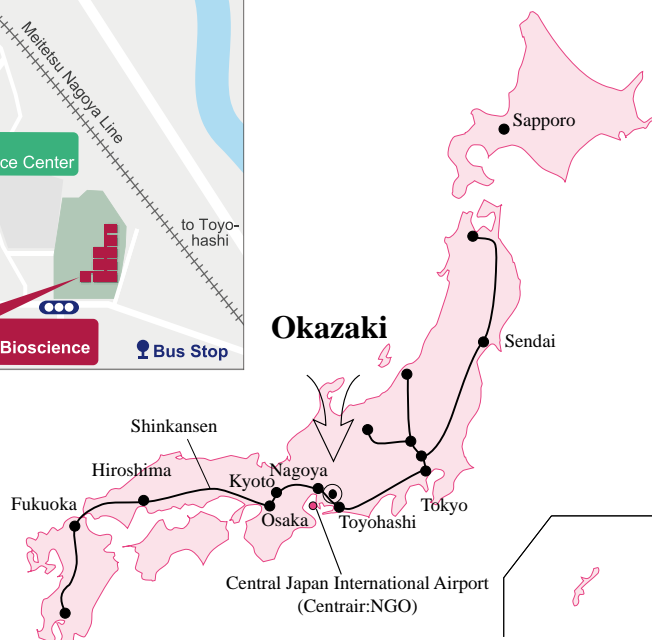 Meitetsu Nagoya Line
ce Center
to Toyo-
hashi
Bioscience
Bus Stop
Okazaki
Sapporo
Sendai
Shinkansen
Hiroshima
Nagoya
Kyoto
Fukuoka
Osaka
Toyohashi
Tokyo
Central Japan International Airport
(Centrair:NGO)